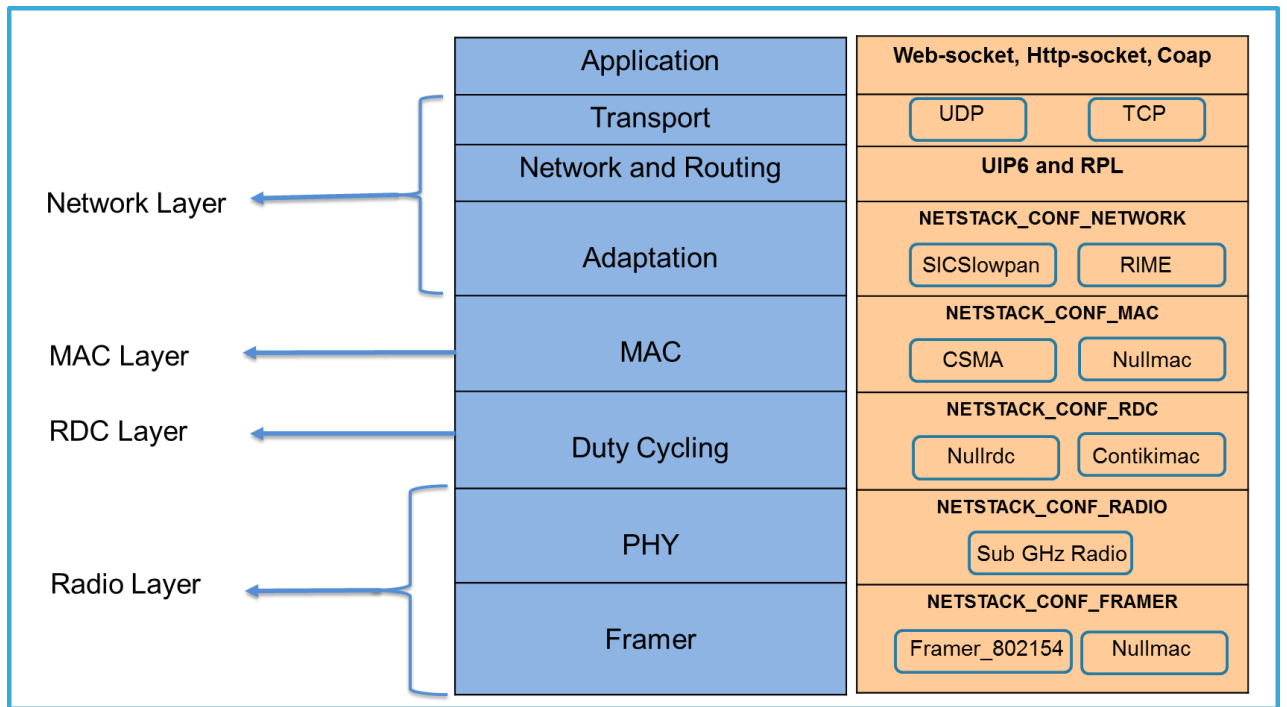 Application
Web-socket, Http-socket, Coap
Transport
UDP
TCP
Network and Routing
UIP6 and RPL
Network Layer
Adaptation
NETSTACK_CONF_NETWORK
SICSlowpan
RIME
MAC Layer
MAC
NETSTACK_CONF_MAC
CSMA
Nullmac
RDC Layer
Duty Cycling
NETSTACK_CONF_RDC
Nullrdc
Contikimac
PHY
NETSTACK_CONF_RADIO
Sub GHz Radio
Radio Layer
Framer
NETSTACK_CONF_FRAMER
Framer_802154
Nullmac